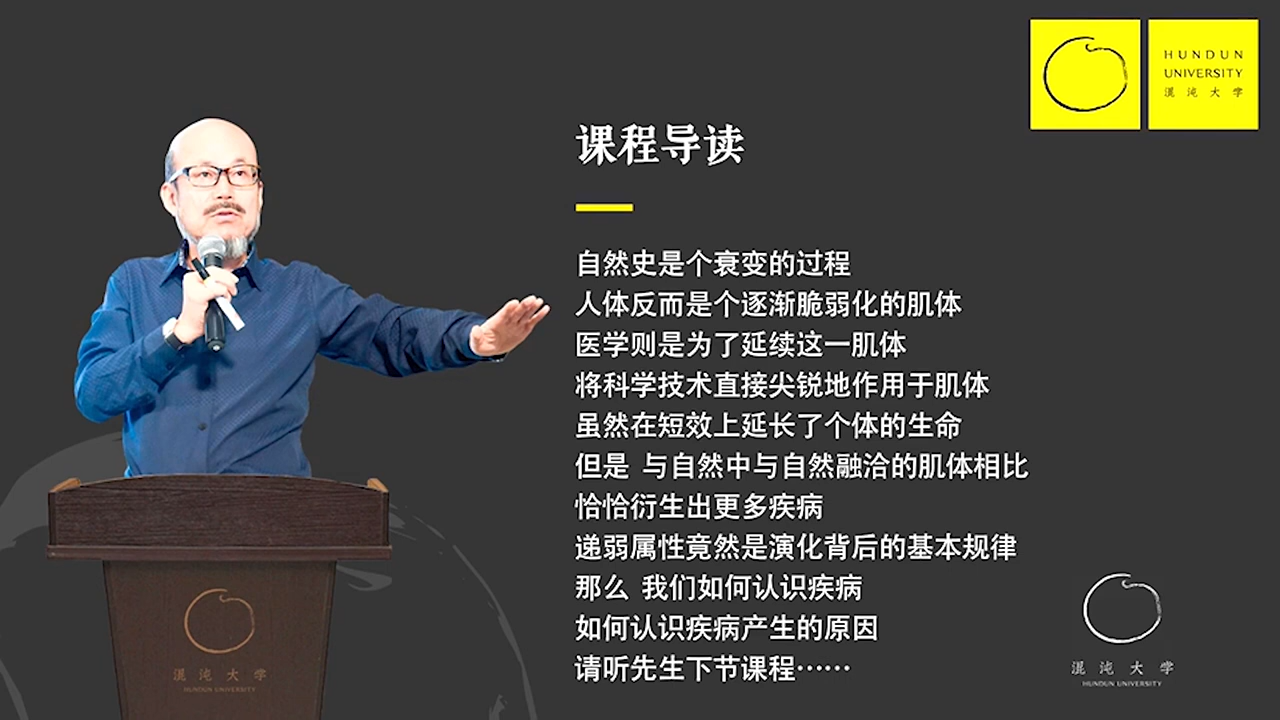 HUNDUN
UNIVERSITY
混沌大学
课程导读
自然史是个衰变的过程
人体反而是个逐渐脆弱化的肌体
医学则是为了延续这一肌体
将科学技术直接尖锐地作用于肌体
虽然在短效上延长了个体的生命
但是 与自然中与自然融洽的肌体相比
恰恰衍生出更多疾病
递弱属性竟然是演化背后的基本规律
那么 我们如何认识疾病
如何认识疾病产生的原因
请听先生下节课程……
混沌大学
HUNDUN UNIVERSITY
混沌大学
HUNDUN UNIVERSITY